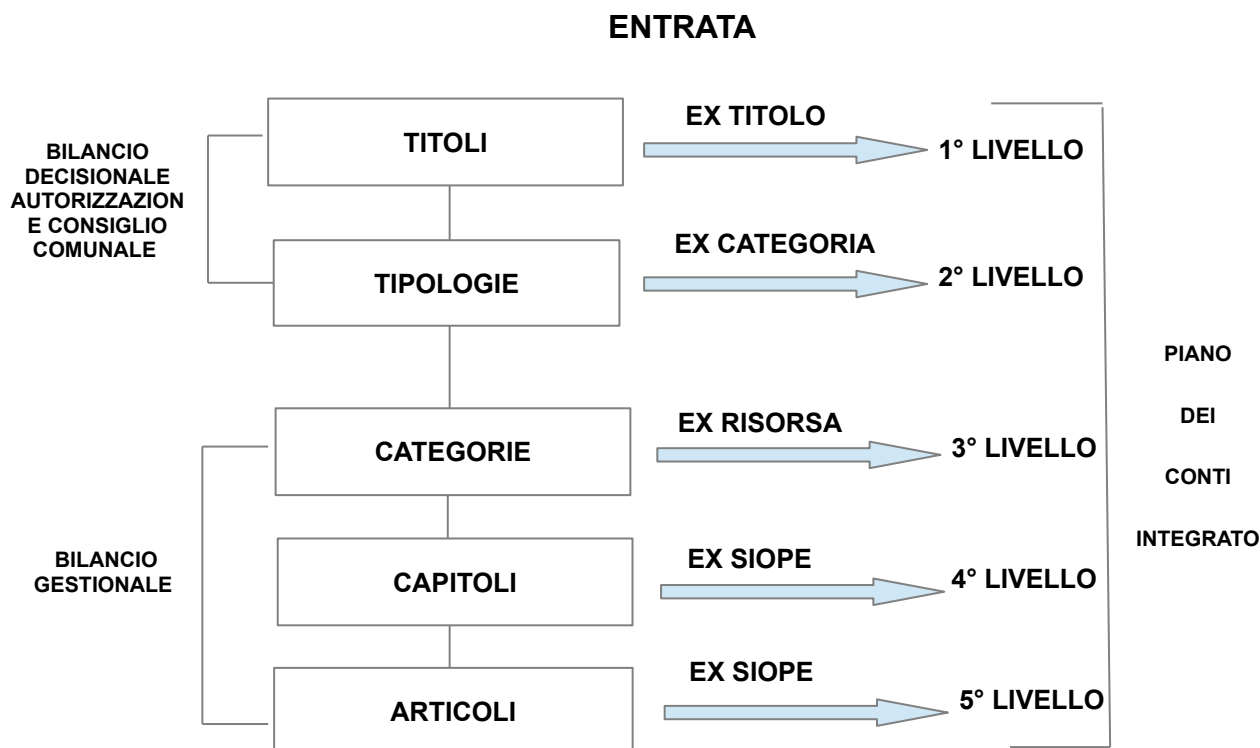 ENTRATA
BILANCIO
DECISIONALE
AUTORIZZAZION
E CONSIGLIO
COMUNALE
TITOLI
EX TITOLO
1° LIVELLO
TIPOLOGIE
EX CATEGORIA
2° LIVELLO
CATEGORIE
EX RISORSA
3° LIVELLO
BILANCIO
GESTIONALE
CAPITOLI
EX SIOPE
4° LIVELLO
ARTICOLI
EX SIOPE
5° LIVELLO
PIANO
DEI
CONTI
INTEGRATO